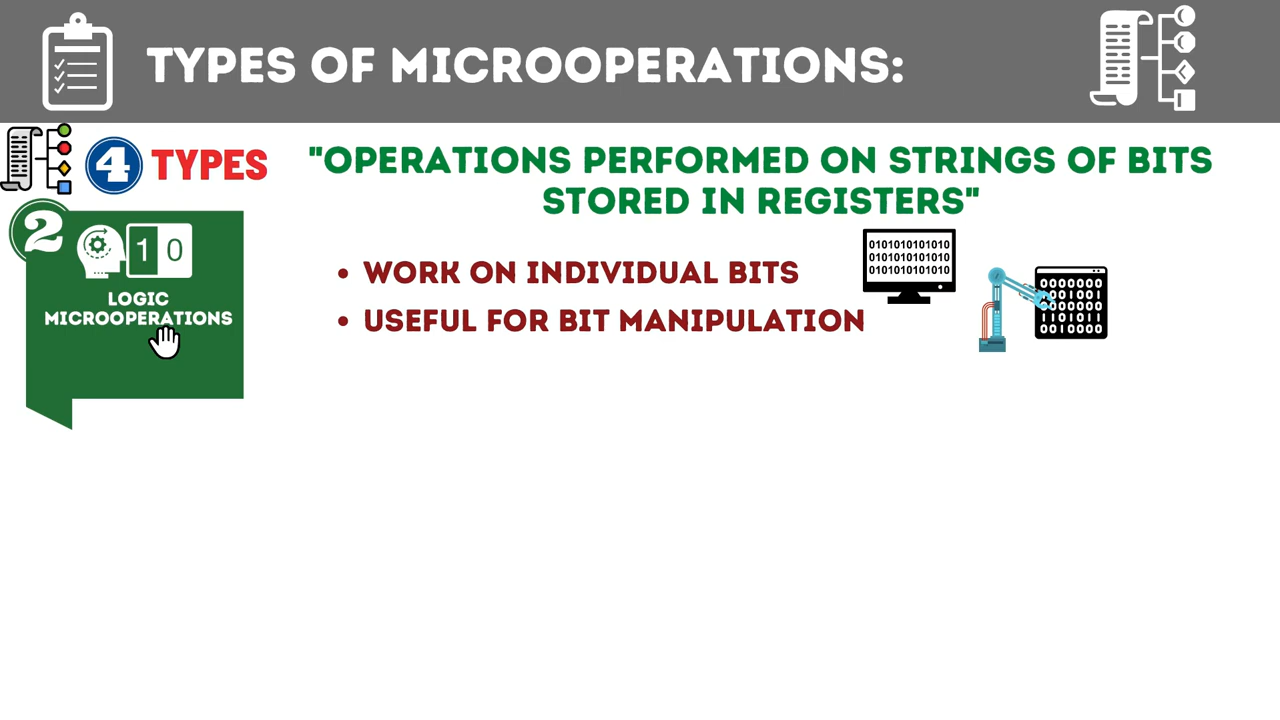 TYPES OF MICROOPERATIONS:
4 TYPES
"OPERATIONS PERFORMED ON STRINGS OF BITS
STORED IN REGISTERS"
2
1 0
LOGIC
MICROOPERATIONS
• WORK ON INDIVIDUAL BITS
• USEFUL FOR BIT MANIPULATION
0101010101010
0101010101010
0101010101010
0010000